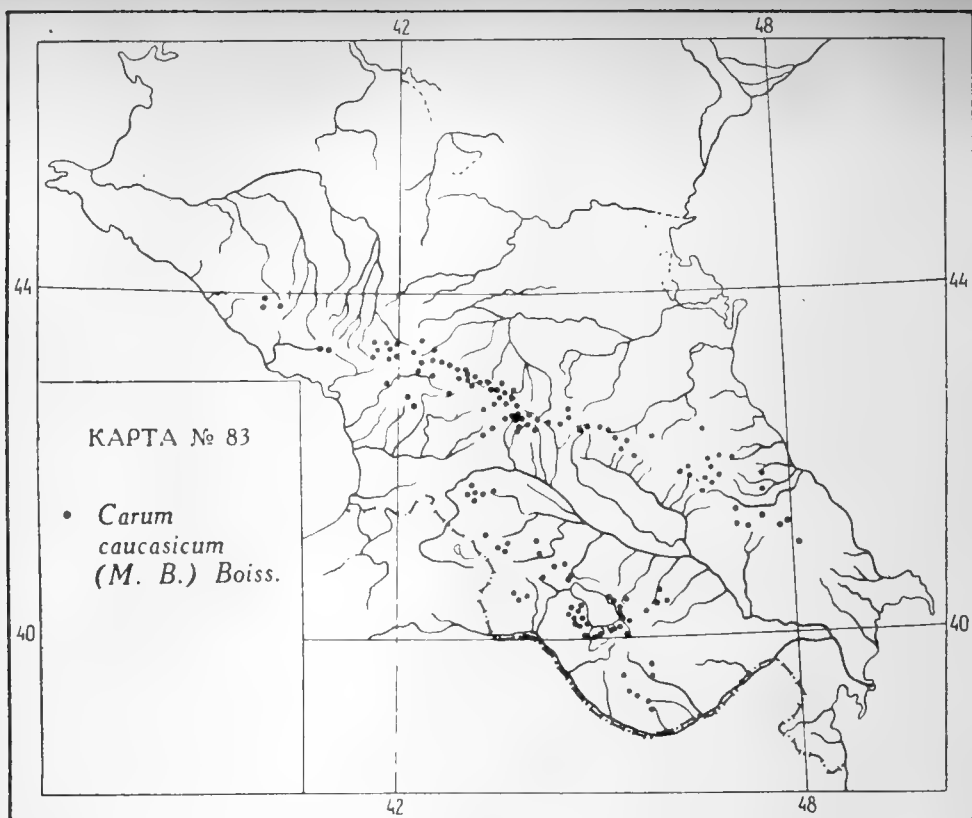 42 48
44 44
КАРТА № 83
• Carum
caucasicum
(M. B.) Boiss.
40 40
42 48